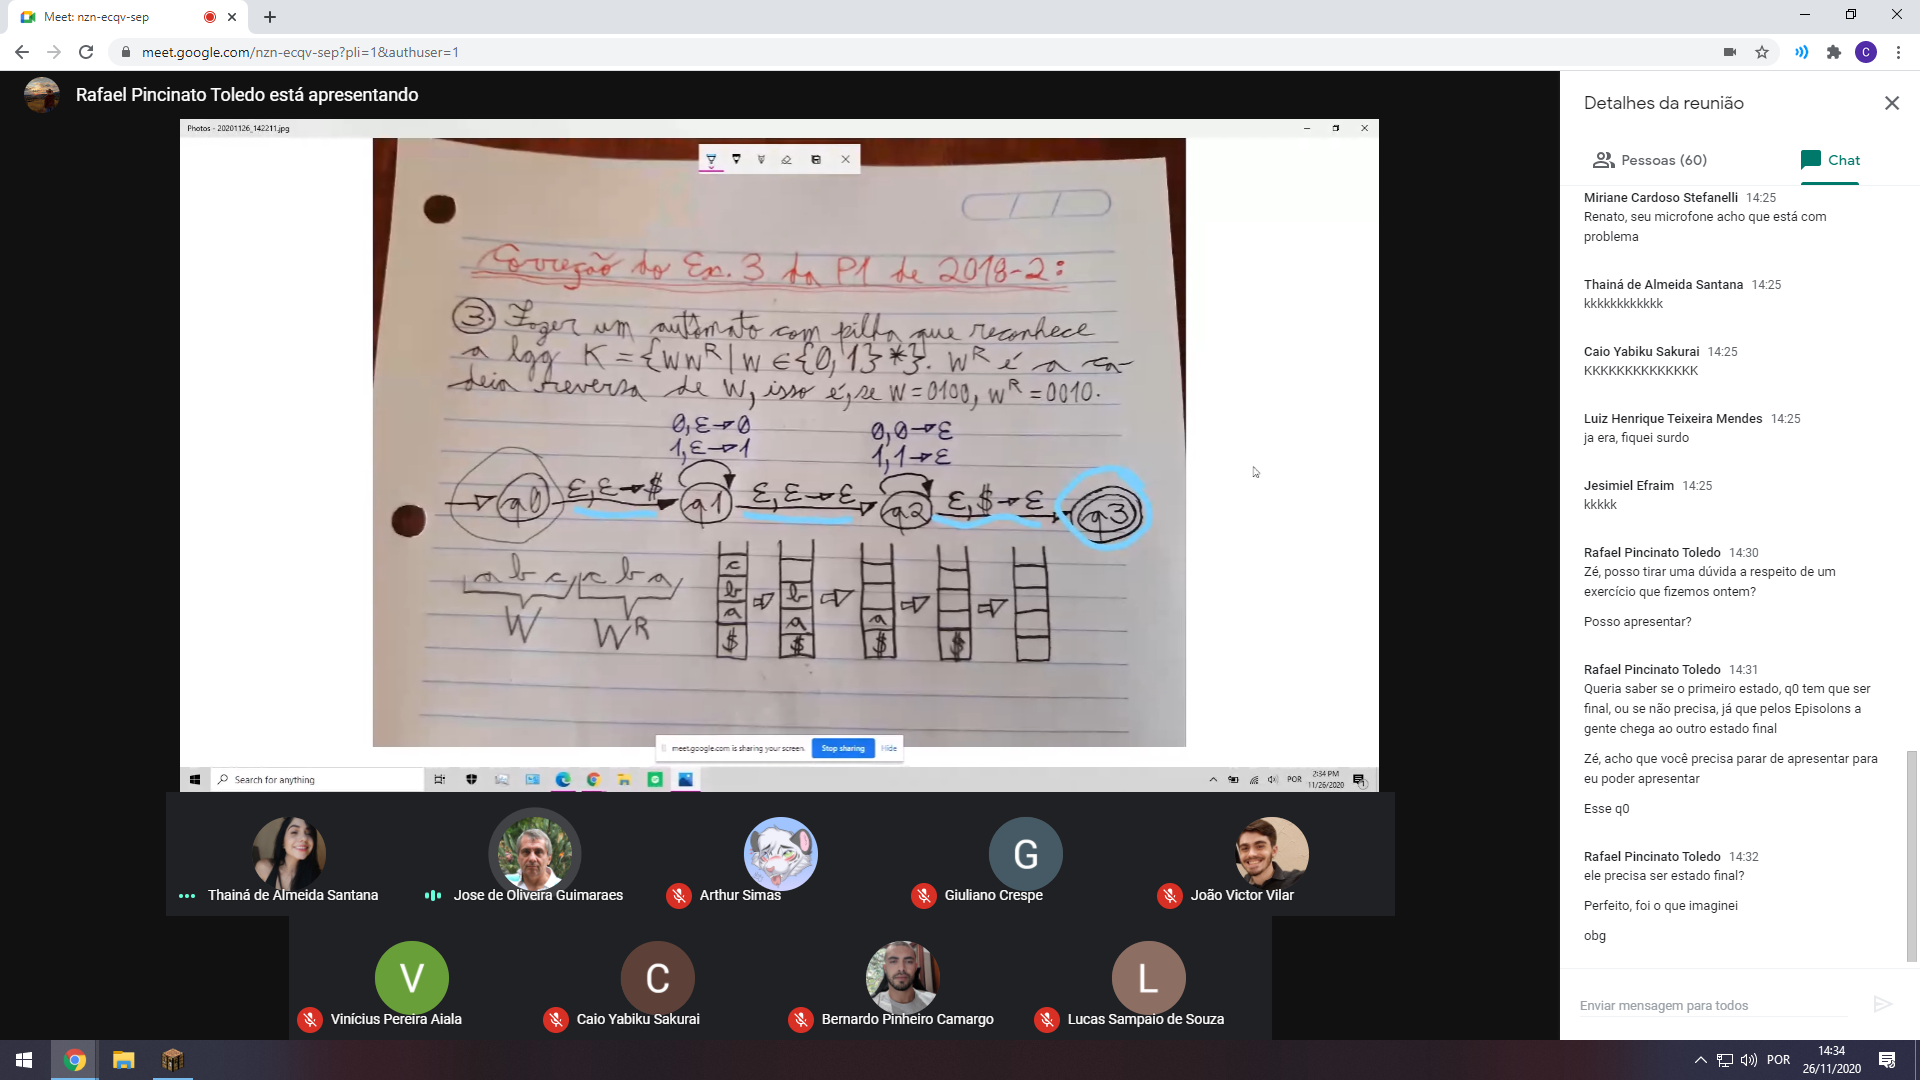 Meet: nzn-ecqv-sep
meet.google.com/nzn-ecqv-sep?pli=1&authuser=1
C
Rafael Pincinato Toledo está apresentando
Photos - 20201126_142211.jpg
Correção do Ex. 3 da P1 de 2018-2:
3. Fazer um autômato com pilha que reconhece
a lgg K = {WWᴿ | W ∈ {0,1}*}. Wᴿ é a ca-
deia reversa de W, isso é, se W = 0100, Wᴿ = 0010.
0,ε→0
1,ε→1
0,0→ε
1,1→ε
q0 ε,ε→$ q1 ε,ε→ε q2 ε,$→ε q3
a b c c b a
W Wᴿ
c
b b
a a a
$ $ $ $
meet.google.com is sharing your screen. Stop sharing Hide
Search for anything
POR
2:34 PM
11/26/2020
1
Thainá de Almeida Santana
Jose de Oliveira Guimaraes
Arthur Simas
G
Giuliano Crespe
João Victor Vilar
V
Vinícius Pereira Aiala
C
Caio Yabiku Sakurai
Bernardo Pinheiro Camargo
L
Lucas Sampaio de Souza
Detalhes da reunião
Pessoas (60)
Chat
Miriane Cardoso Stefanelli 14:25
Renato, seu microfone acho que está com
problema
Thainá de Almeida Santana 14:25
kkkkkkkkkkkk
Caio Yabiku Sakurai 14:25
KKKKKKKKKKKKKK
Luiz Henrique Teixeira Mendes 14:25
ja era, fiquei surdo
Jesimiel Efraim 14:25
kkkkk
Rafael Pincinato Toledo 14:30
Zé, posso tirar uma dúvida a respeito de um
exercício que fizemos ontem?
Posso apresentar?
Rafael Pincinato Toledo 14:31
Queria saber se o primeiro estado, q0 tem que ser
final, ou se não precisa, já que pelos Episolons a
gente chega ao outro estado final
Zé, acho que você precisa parar de apresentar para
eu poder apresentar
Esse q0
Rafael Pincinato Toledo 14:32
ele precisa ser estado final?
Perfeito, foi o que imaginei
obg
Enviar mensagem para todos
POR
14:34
26/11/2020